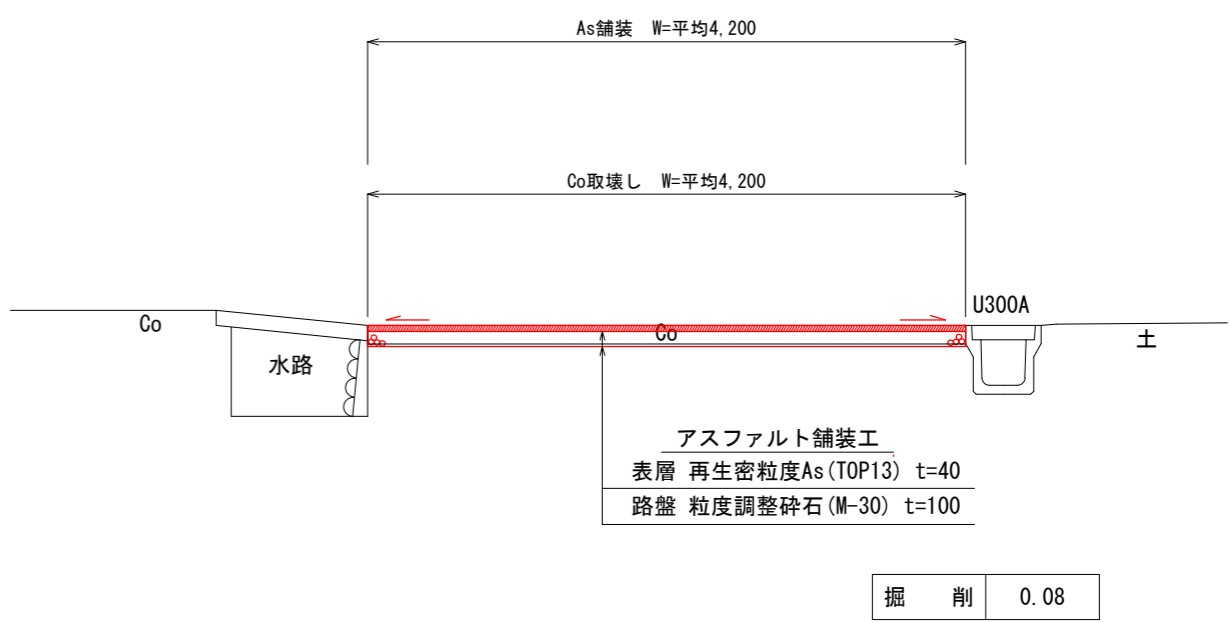 As舗装 W=平均4,200
Co取壊し W=平均4,200
U300A
Co
Co
土
水路
アスファルト舗装工
表層 再生密粒度As(TOP13) t=40
路盤 粒度調整砕石(M-30) t=100
掘 削 0.08